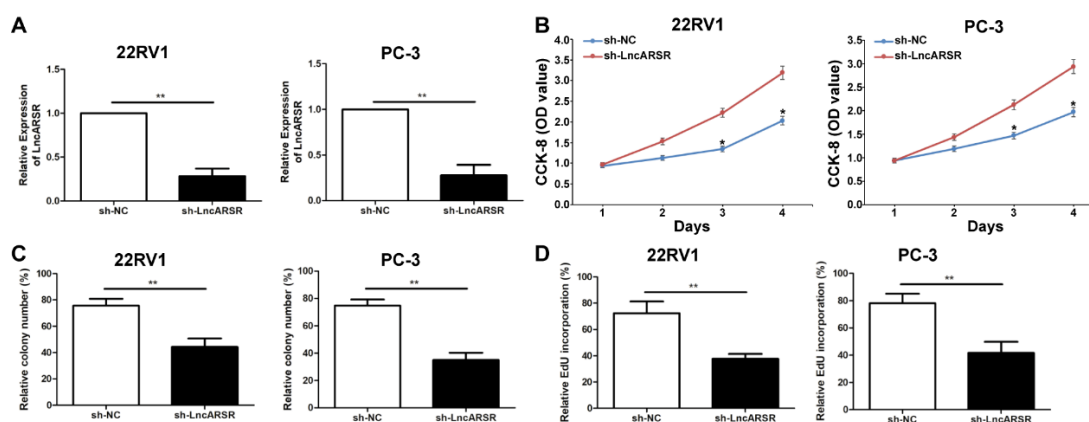 A
22RV1
Relative Expression
of LncARSR
1.5
1.0
0.5
0.0
**
sh-NC
sh-LncARSR
PC-3
Relative Expression
of LncARSR
1.5
1.0
0.5
0.0
**
sh-NC
sh-LncARSR
B
22RV1
sh-NC
sh-LncARSR
CCK-8 (OD value)
4.0
3.5
3.0
2.5
2.0
1.5
1.0
0.5
0.0
*
*
1 2 3 4
Days
PC-3
sh-NC
sh-LncARSR
CCK-8 (OD value)
3.5
3.0
2.5
2.0
1.5
1.0
0.5
0.0
*
*
1 2 3 4
Days
C
22RV1
Relative colony number (%)
100
80
60
40
20
0
**
sh-NC
sh-LncARSR
PC-3
Relative colony number (%)
100
80
60
40
20
0
**
sh-NC
sh-LncARSR
D
22RV1
Relative EdU incorporation (%)
100
80
60
40
20
0
**
sh-NC
sh-LncARSR
PC-3
Relative EdU incorporation (%)
100
80
60
40
20
0
**
sh-NC
sh-LncARSR